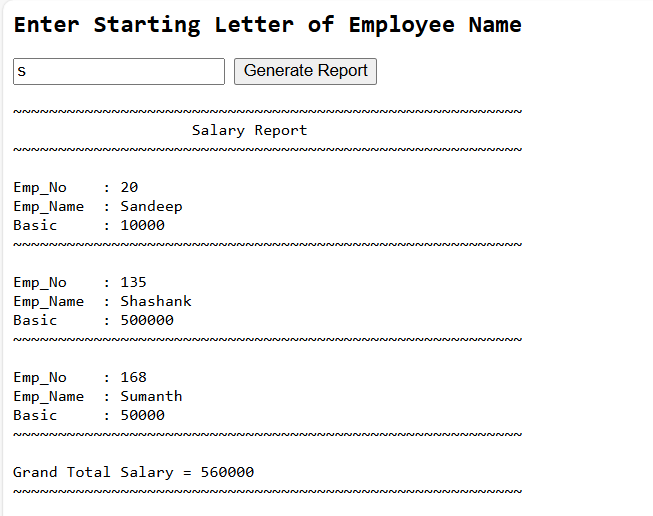 Enter Starting Letter of Employee Name
s Generate Report
~~~~~~~~~~~~~~~~~~~~~~~~~~~~~~~~~~~~~~~~~~~~~~~~~~~~~~~~~
Salary Report
~~~~~~~~~~~~~~~~~~~~~~~~~~~~~~~~~~~~~~~~~~~~~~~~~~~~~~~~~
Emp_No    : 20
Emp_Name  : Sandeep
Basic     : 10000
~~~~~~~~~~~~~~~~~~~~~~~~~~~~~~~~~~~~~~~~~~~~~~~~~~~~~~~~~
Emp_No    : 135
Emp_Name  : Shashank
Basic     : 500000
~~~~~~~~~~~~~~~~~~~~~~~~~~~~~~~~~~~~~~~~~~~~~~~~~~~~~~~~~
Emp_No    : 168
Emp_Name  : Sumanth
Basic     : 50000
~~~~~~~~~~~~~~~~~~~~~~~~~~~~~~~~~~~~~~~~~~~~~~~~~~~~~~~~~
Grand Total Salary = 560000
~~~~~~~~~~~~~~~~~~~~~~~~~~~~~~~~~~~~~~~~~~~~~~~~~~~~~~~~~